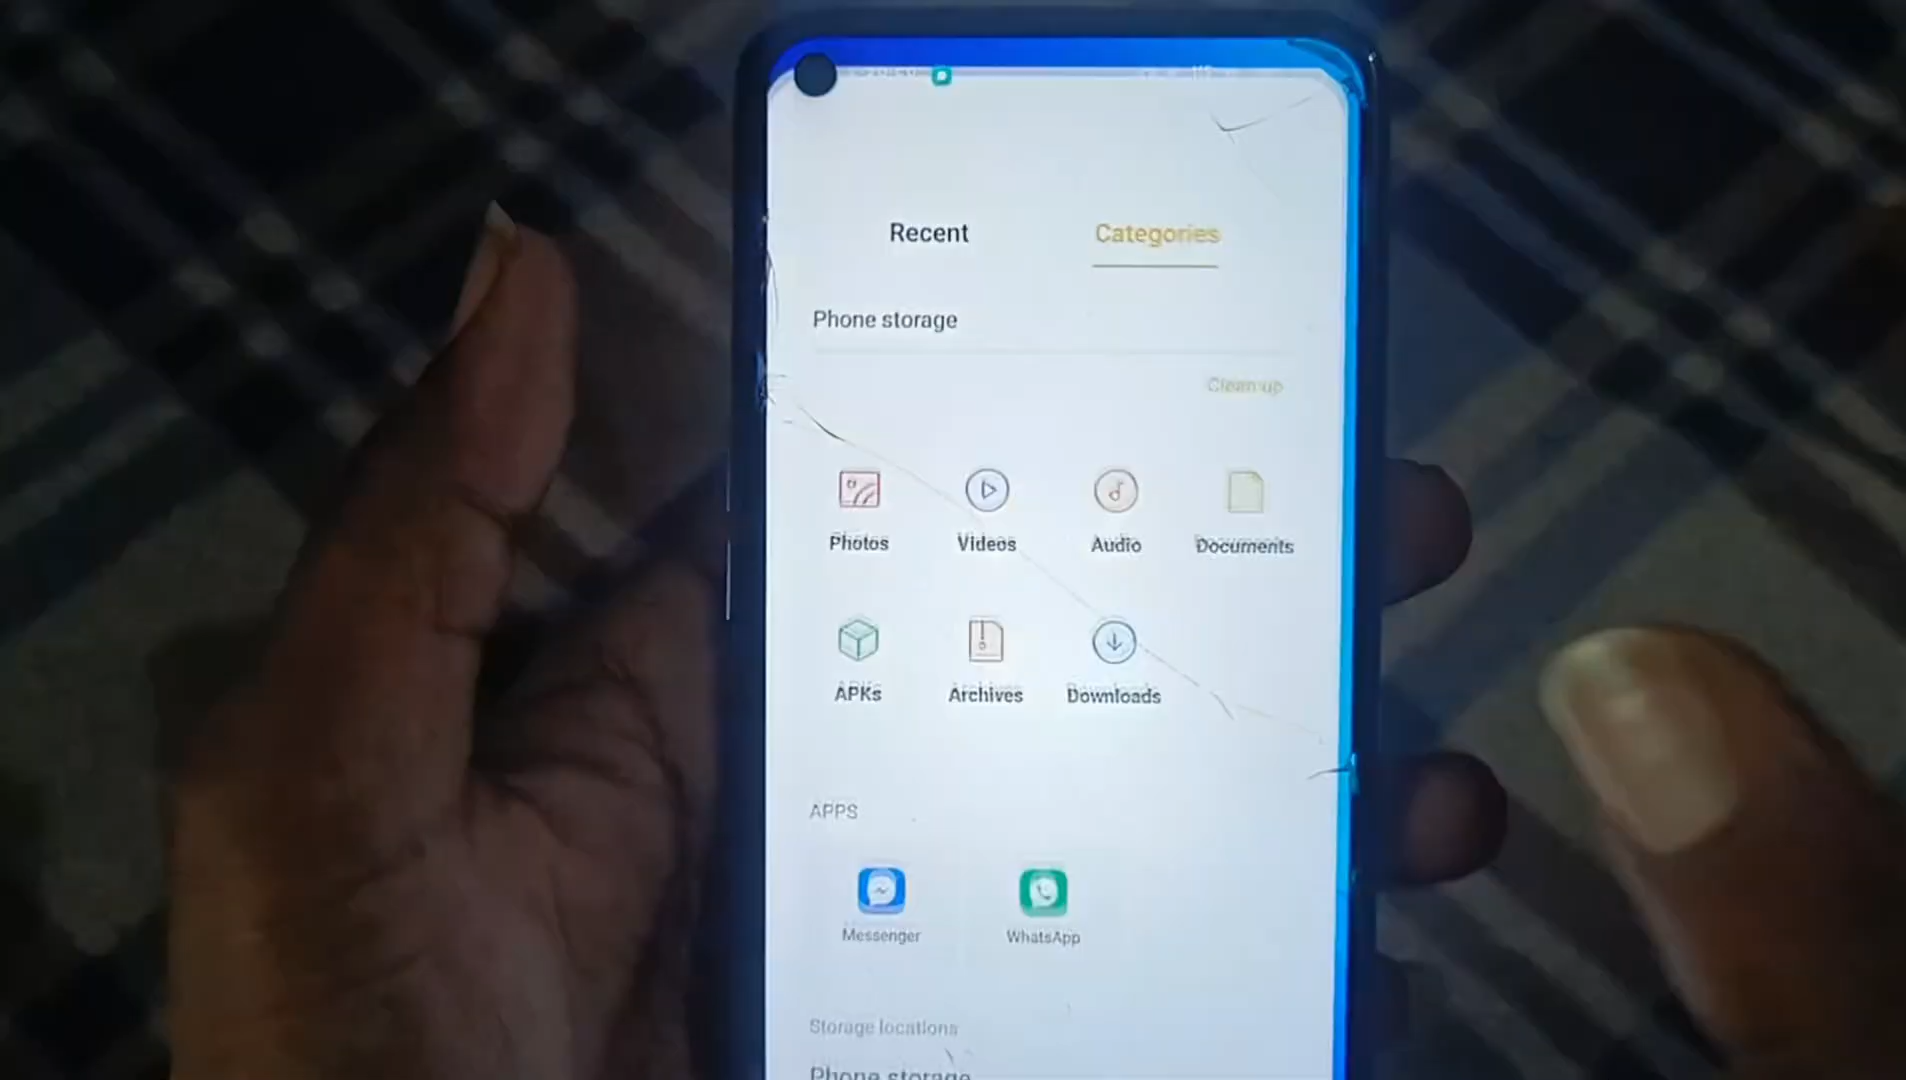 Recent Categories
Phone storage
Clean up
Photos Videos Audio Documents
APKs Archives Downloads
APPS
Messenger WhatsApp
Storage locations
Phone storage